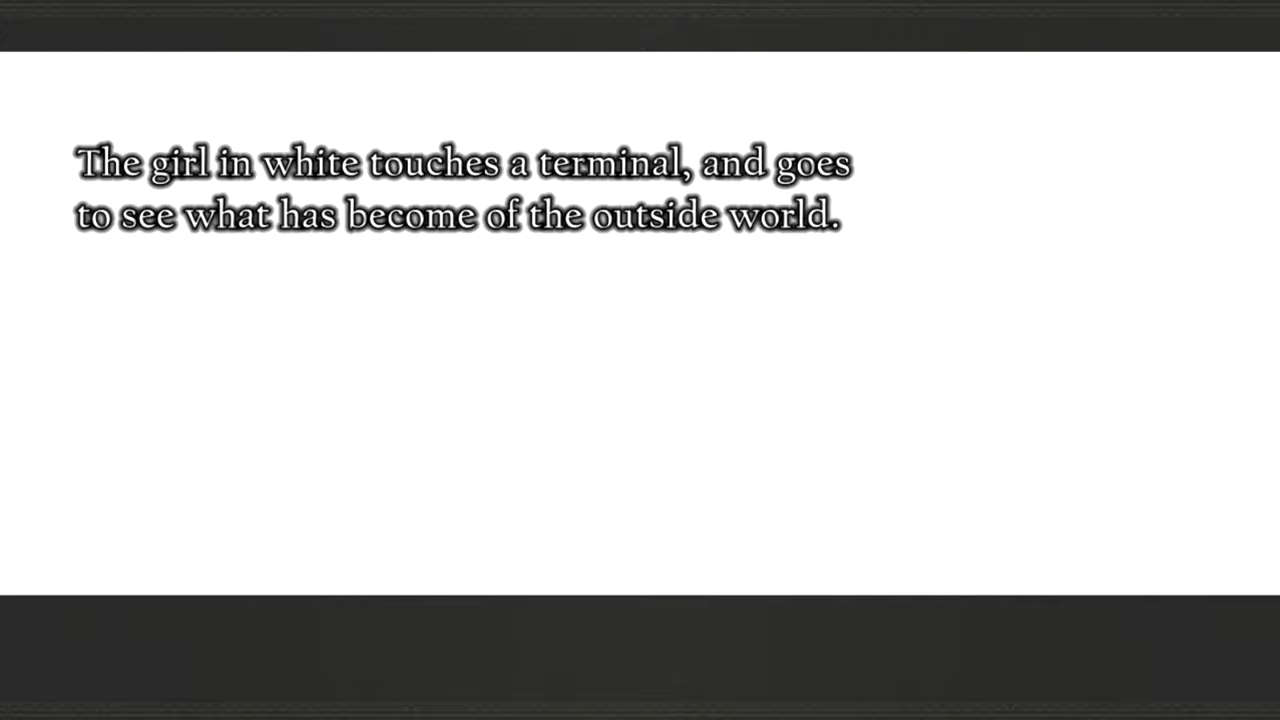 The girl in white touches a terminal, and goes
to see what has become of the outside world.